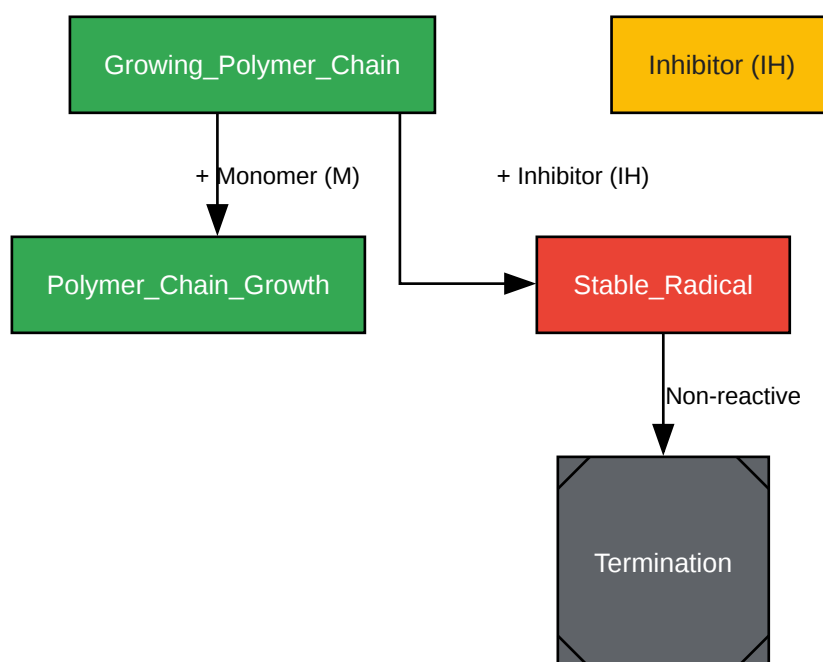 Growing_Polymer_Chain
Inhibitor (IH)
+ Monomer (M)
+ Inhibitor (IH)
Polymer_Chain_Growth
Stable_Radical
Non-reactive
Termination